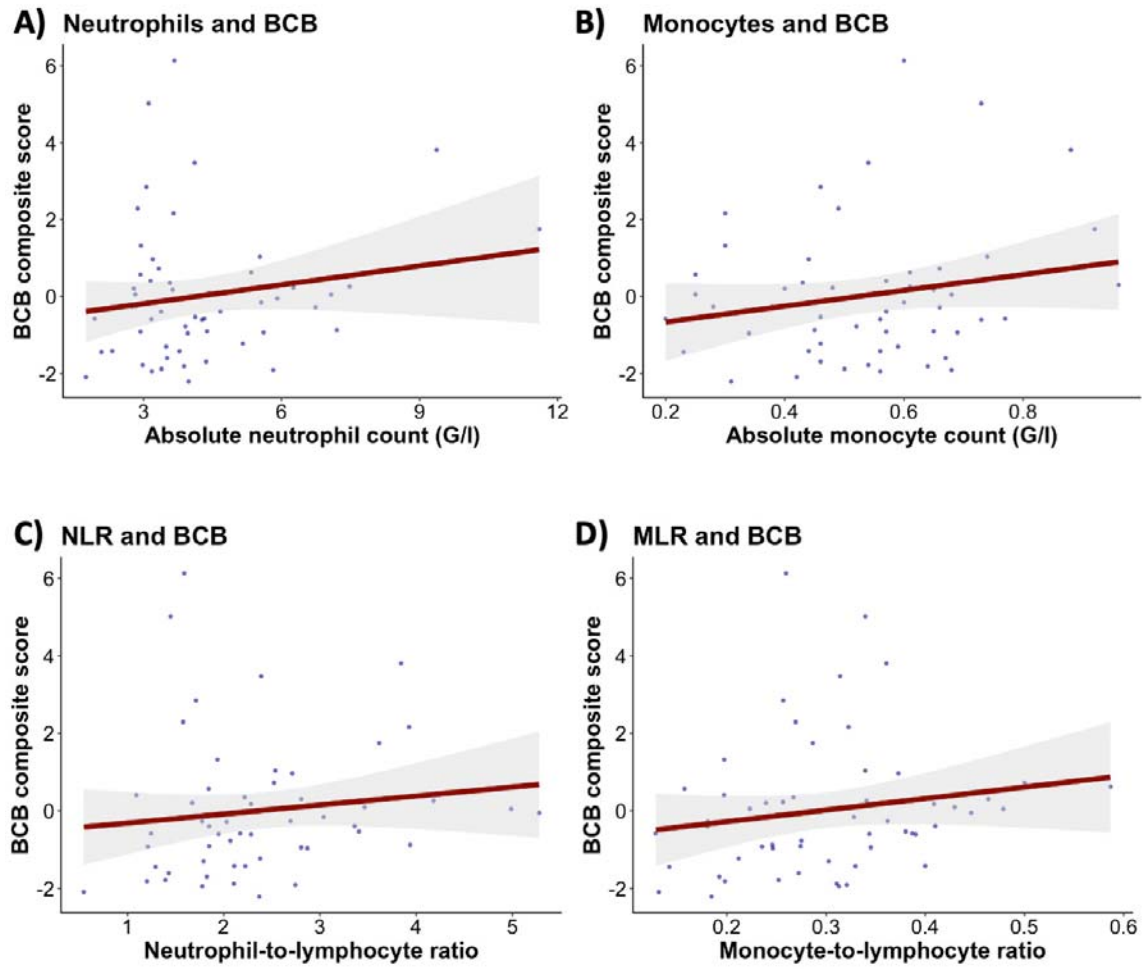 A) Neutrophils and BCB
BCB composite score
6
4
2
0
-2
3 6 9 12
Absolute neutrophil count (G/l)
B) Monocytes and BCB
BCB composite score
6
4
2
0
-2
0.2 0.4 0.6 0.8
Absolute monocyte count (G/l)
C) NLR and BCB
BCB composite score
6
4
2
0
-2
1 2 3 4 5
Neutrophil-to-lymphocyte ratio
D) MLR and BCB
BCB composite score
6
4
2
0
-2
0.2 0.3 0.4 0.5 0.6
Monocyte-to-lymphocyte ratio